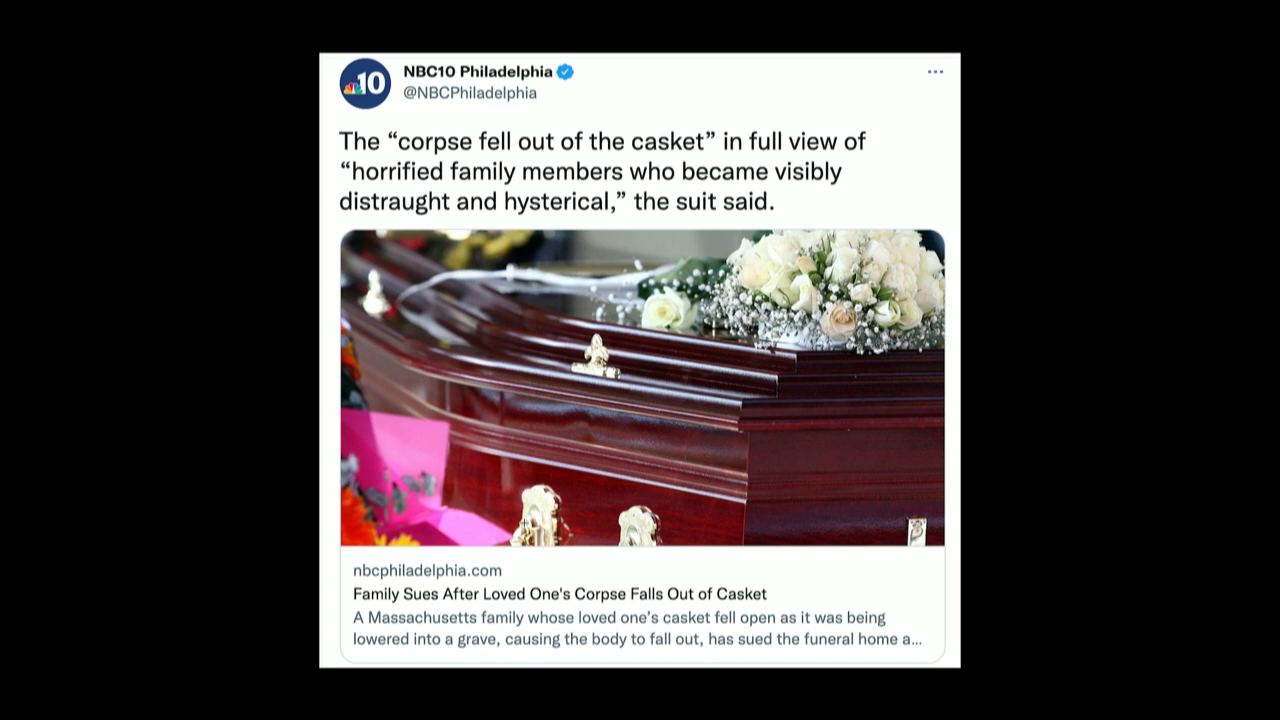 10
NBC10 Philadelphia
@NBCPhiladelphia
The “corpse fell out of the casket” in full view of
“horrified family members who became visibly
distraught and hysterical,” the suit said.
nbcphiladelphia.com
Family Sues After Loved One's Corpse Falls Out of Casket
A Massachusetts family whose loved one’s casket fell open as it was being
lowered into a grave, causing the body to fall out, has sued the funeral home a...